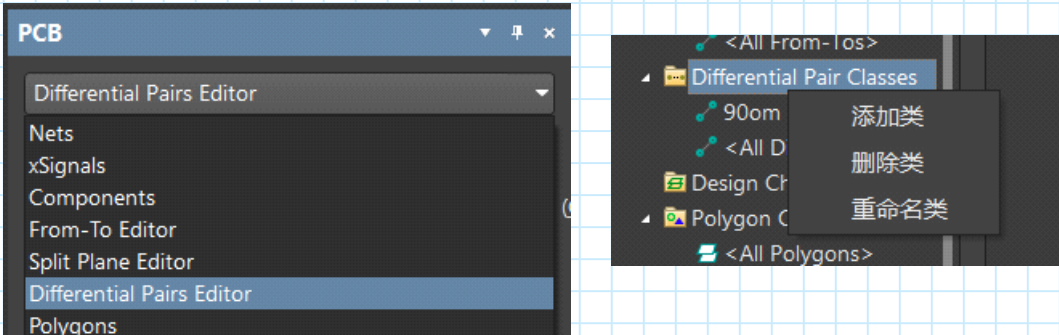 PCB
Differential Pairs Editor
Nets
xSignals
Components
From-To Editor
Split Plane Editor
Differential Pairs Editor
Polygons
<All From-Tos>
Differential Pair Classes
90om
<All D
Design Ch
Polygon C
<All Polygons>
添加类
删除类
重命名类